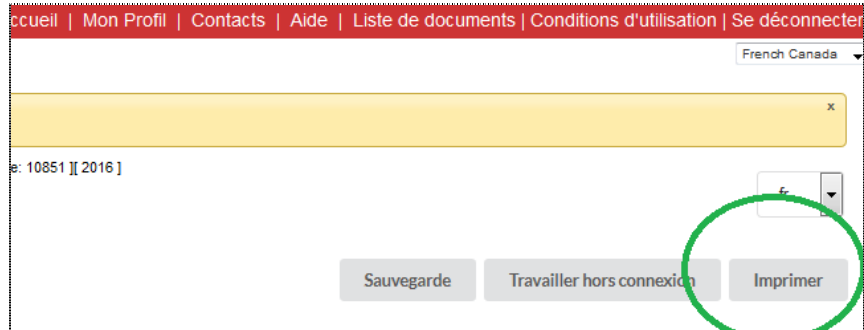 ccueil | Mon Profil | Contacts | Aide | Liste de documents | Conditions d'utilisation | Se déconnecter
French Canada
x
e: 10851 ][ 2016 ]
fr
Sauvegarde Travailler hors connexion Imprimer